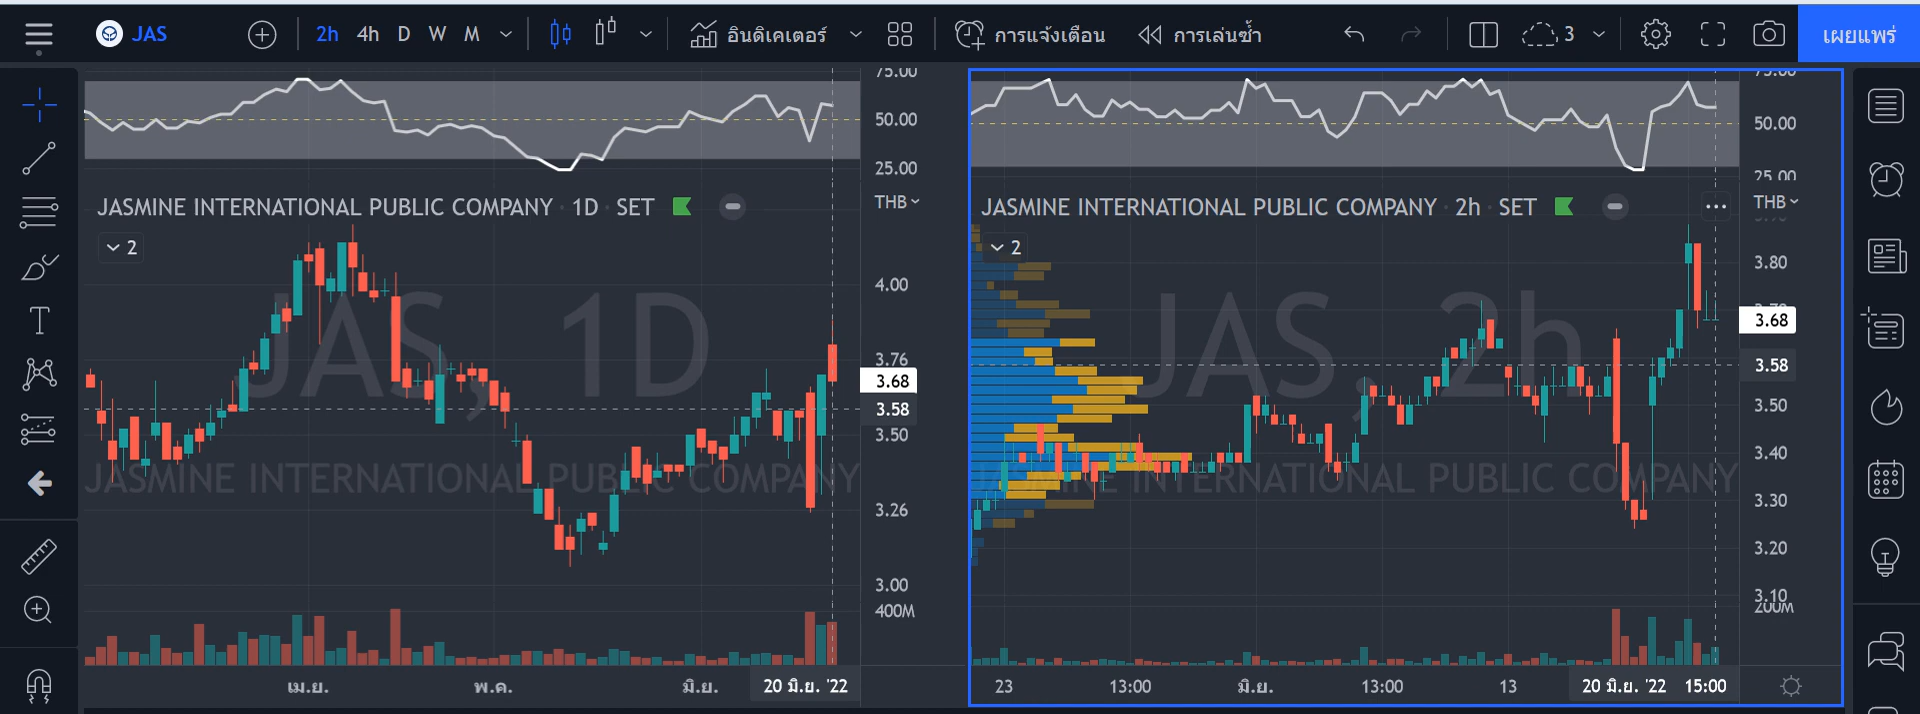 JAS 2h 4h D W M อินดิเคเตอร์ การแจ้งเตือน การเล่นซ้ำ 3 เผยแพร่
75.00
50.00
25.00
JASMINE INTERNATIONAL PUBLIC COMPANY · 1D · SET
THB
2
4.00
3.76
3.68
3.58
3.50
3.26
3.00
400M
JAS, 1D
JASMINE INTERNATIONAL PUBLIC COMPANY
เม.ย. พ.ค. มิ.ย. 20 มิ.ย. '22
75.00
50.00
25.00
JASMINE INTERNATIONAL PUBLIC COMPANY · 2h · SET
THB
2
3.90
3.80
3.70
3.68
3.58
3.50
3.40
3.30
3.20
3.10
200M
JAS, 2h
JASMINE INTERNATIONAL PUBLIC COMPANY
23 13:00 มิ.ย. 13:00 13 20 มิ.ย. '22 15:00
T